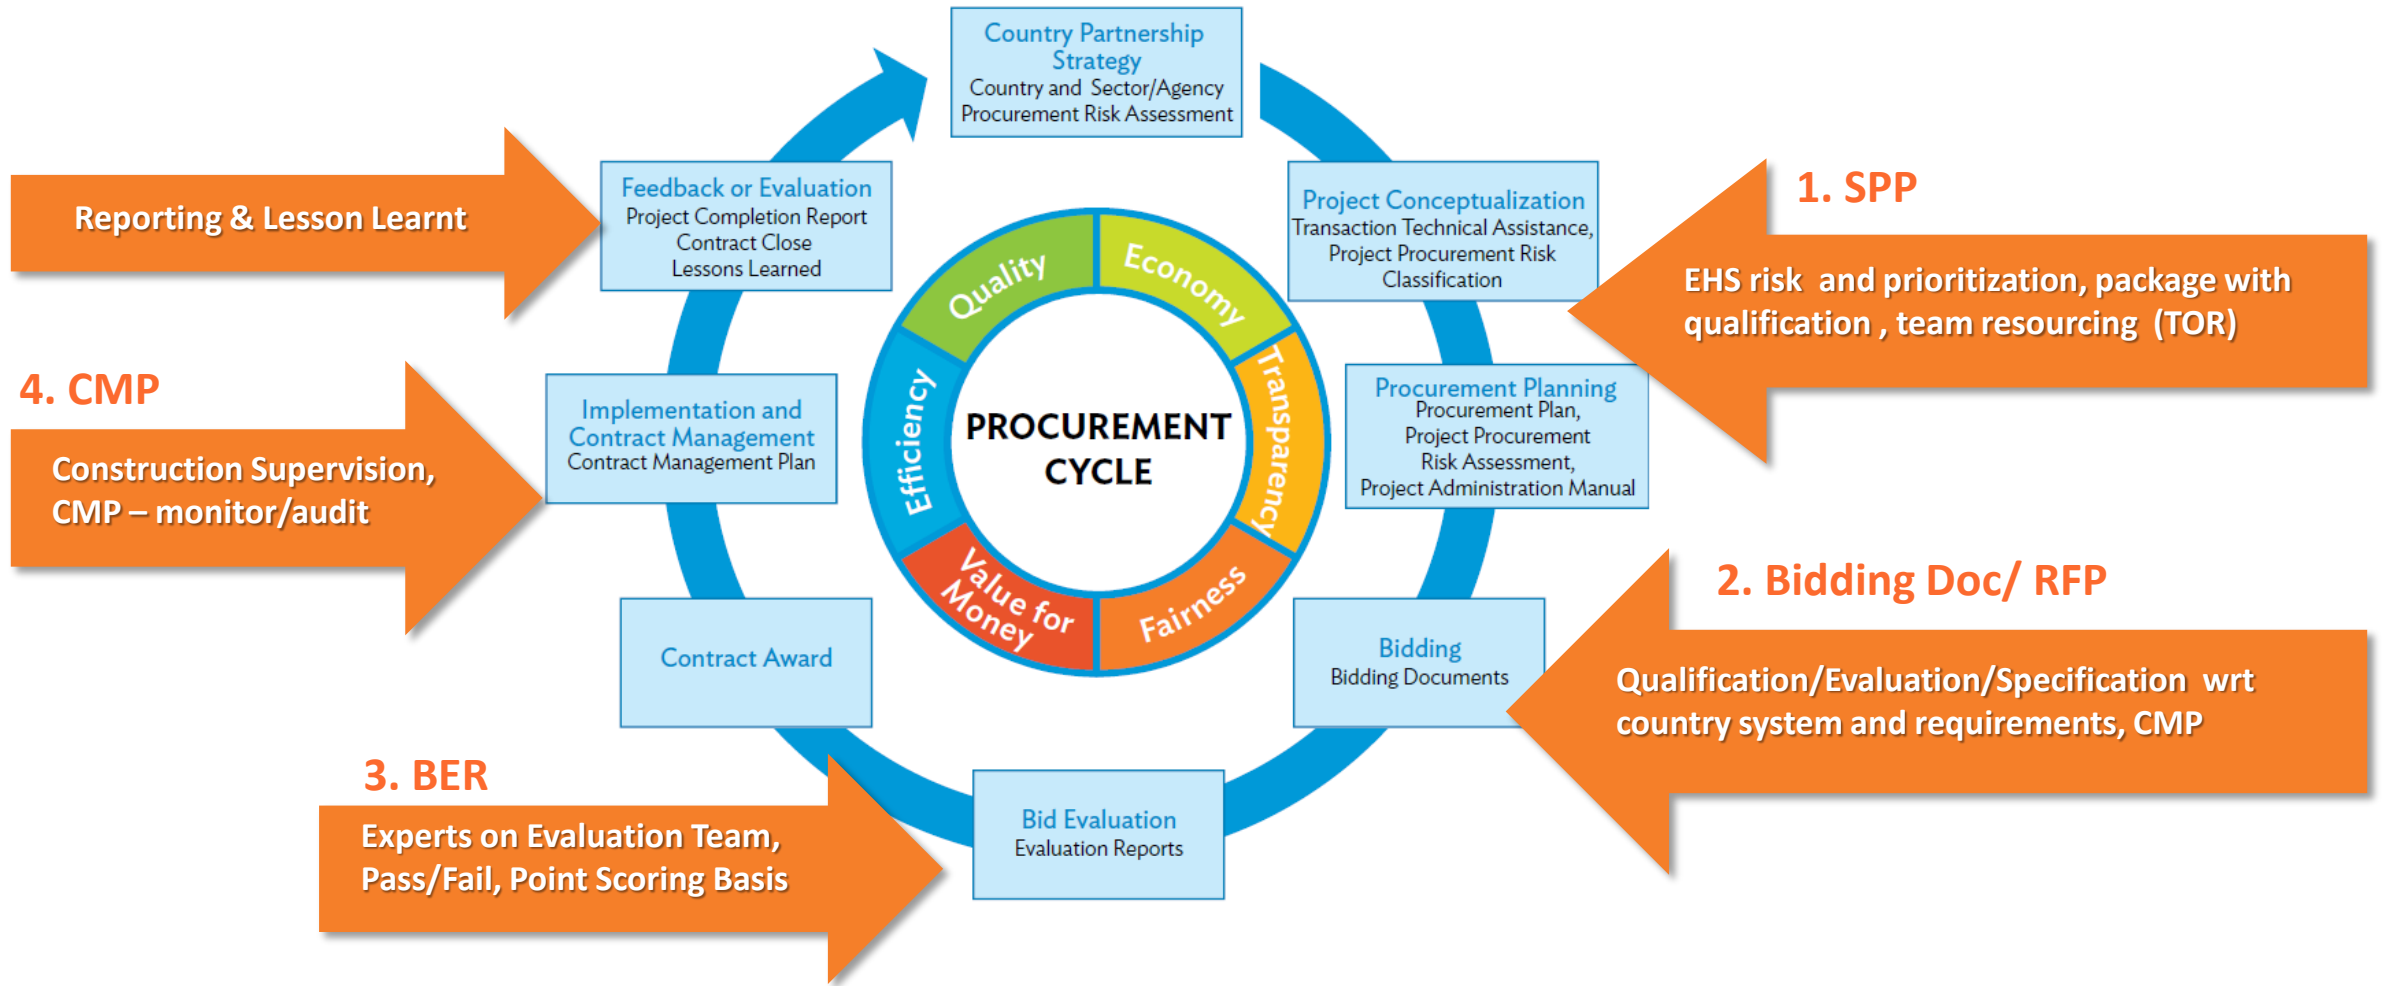 Country Partnership
Strategy
Country and Sector/Agency
Procurement Risk Assessment
Project Conceptualization
Transaction Technical Assistance,
Project Procurement Risk
Classification
1. SPP
EHS risk and prioritization, package with
qualification , team resourcing (TOR)
Procurement Planning
Procurement Plan,
Project Procurement
Risk Assessment,
Project Administration Manual
2. Bidding Doc/ RFP
Bidding
Bidding Documents
Qualification/Evaluation/Specification wrt
country system and requirements, CMP
Bid Evaluation
Evaluation Reports
3. BER
Experts on Evaluation Team,
Pass/Fail, Point Scoring Basis
Contract Award
4. CMP
Implementation and
Contract Management
Contract Management Plan
Construction Supervision,
CMP – monitor/audit
Feedback or Evaluation
Project Completion Report
Contract Close
Lessons Learned
Reporting & Lesson Learnt
PROCUREMENT
CYCLE
Economy
Transparency
Fairness
Value for
Money
Efficiency
Quality